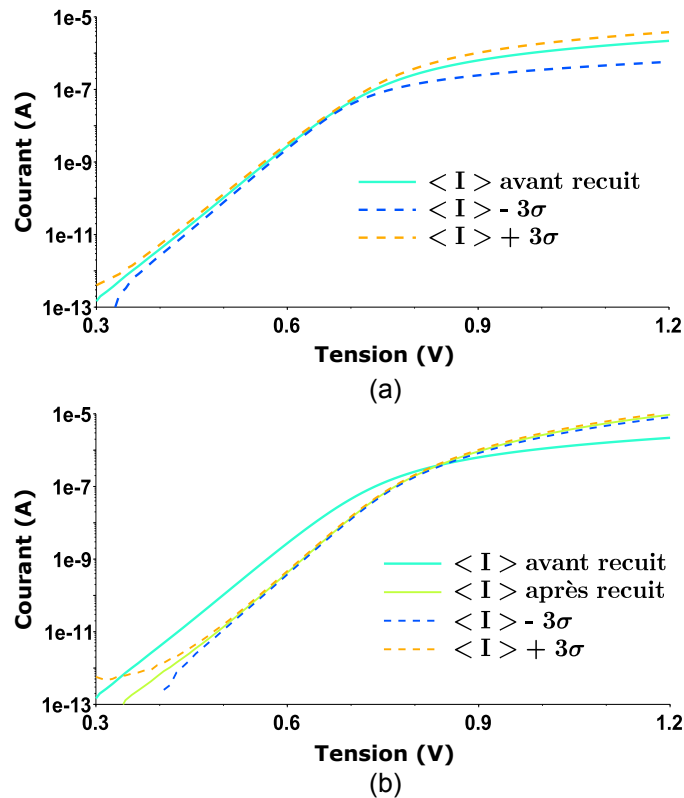 1e-5
1e-7
1e-9
1e-11
1e-13
Courant (A)
< I > avant recuit
< I > - 3σ
< I > + 3σ
0.3 0.6 0.9 1.2
Tension (V)
(a)
1e-5
1e-7
1e-9
1e-11
1e-13
Courant (A)
< I > avant recuit
< I > après recuit
< I > - 3σ
< I > + 3σ
0.3 0.6 0.9 1.2
Tension (V)
(b)